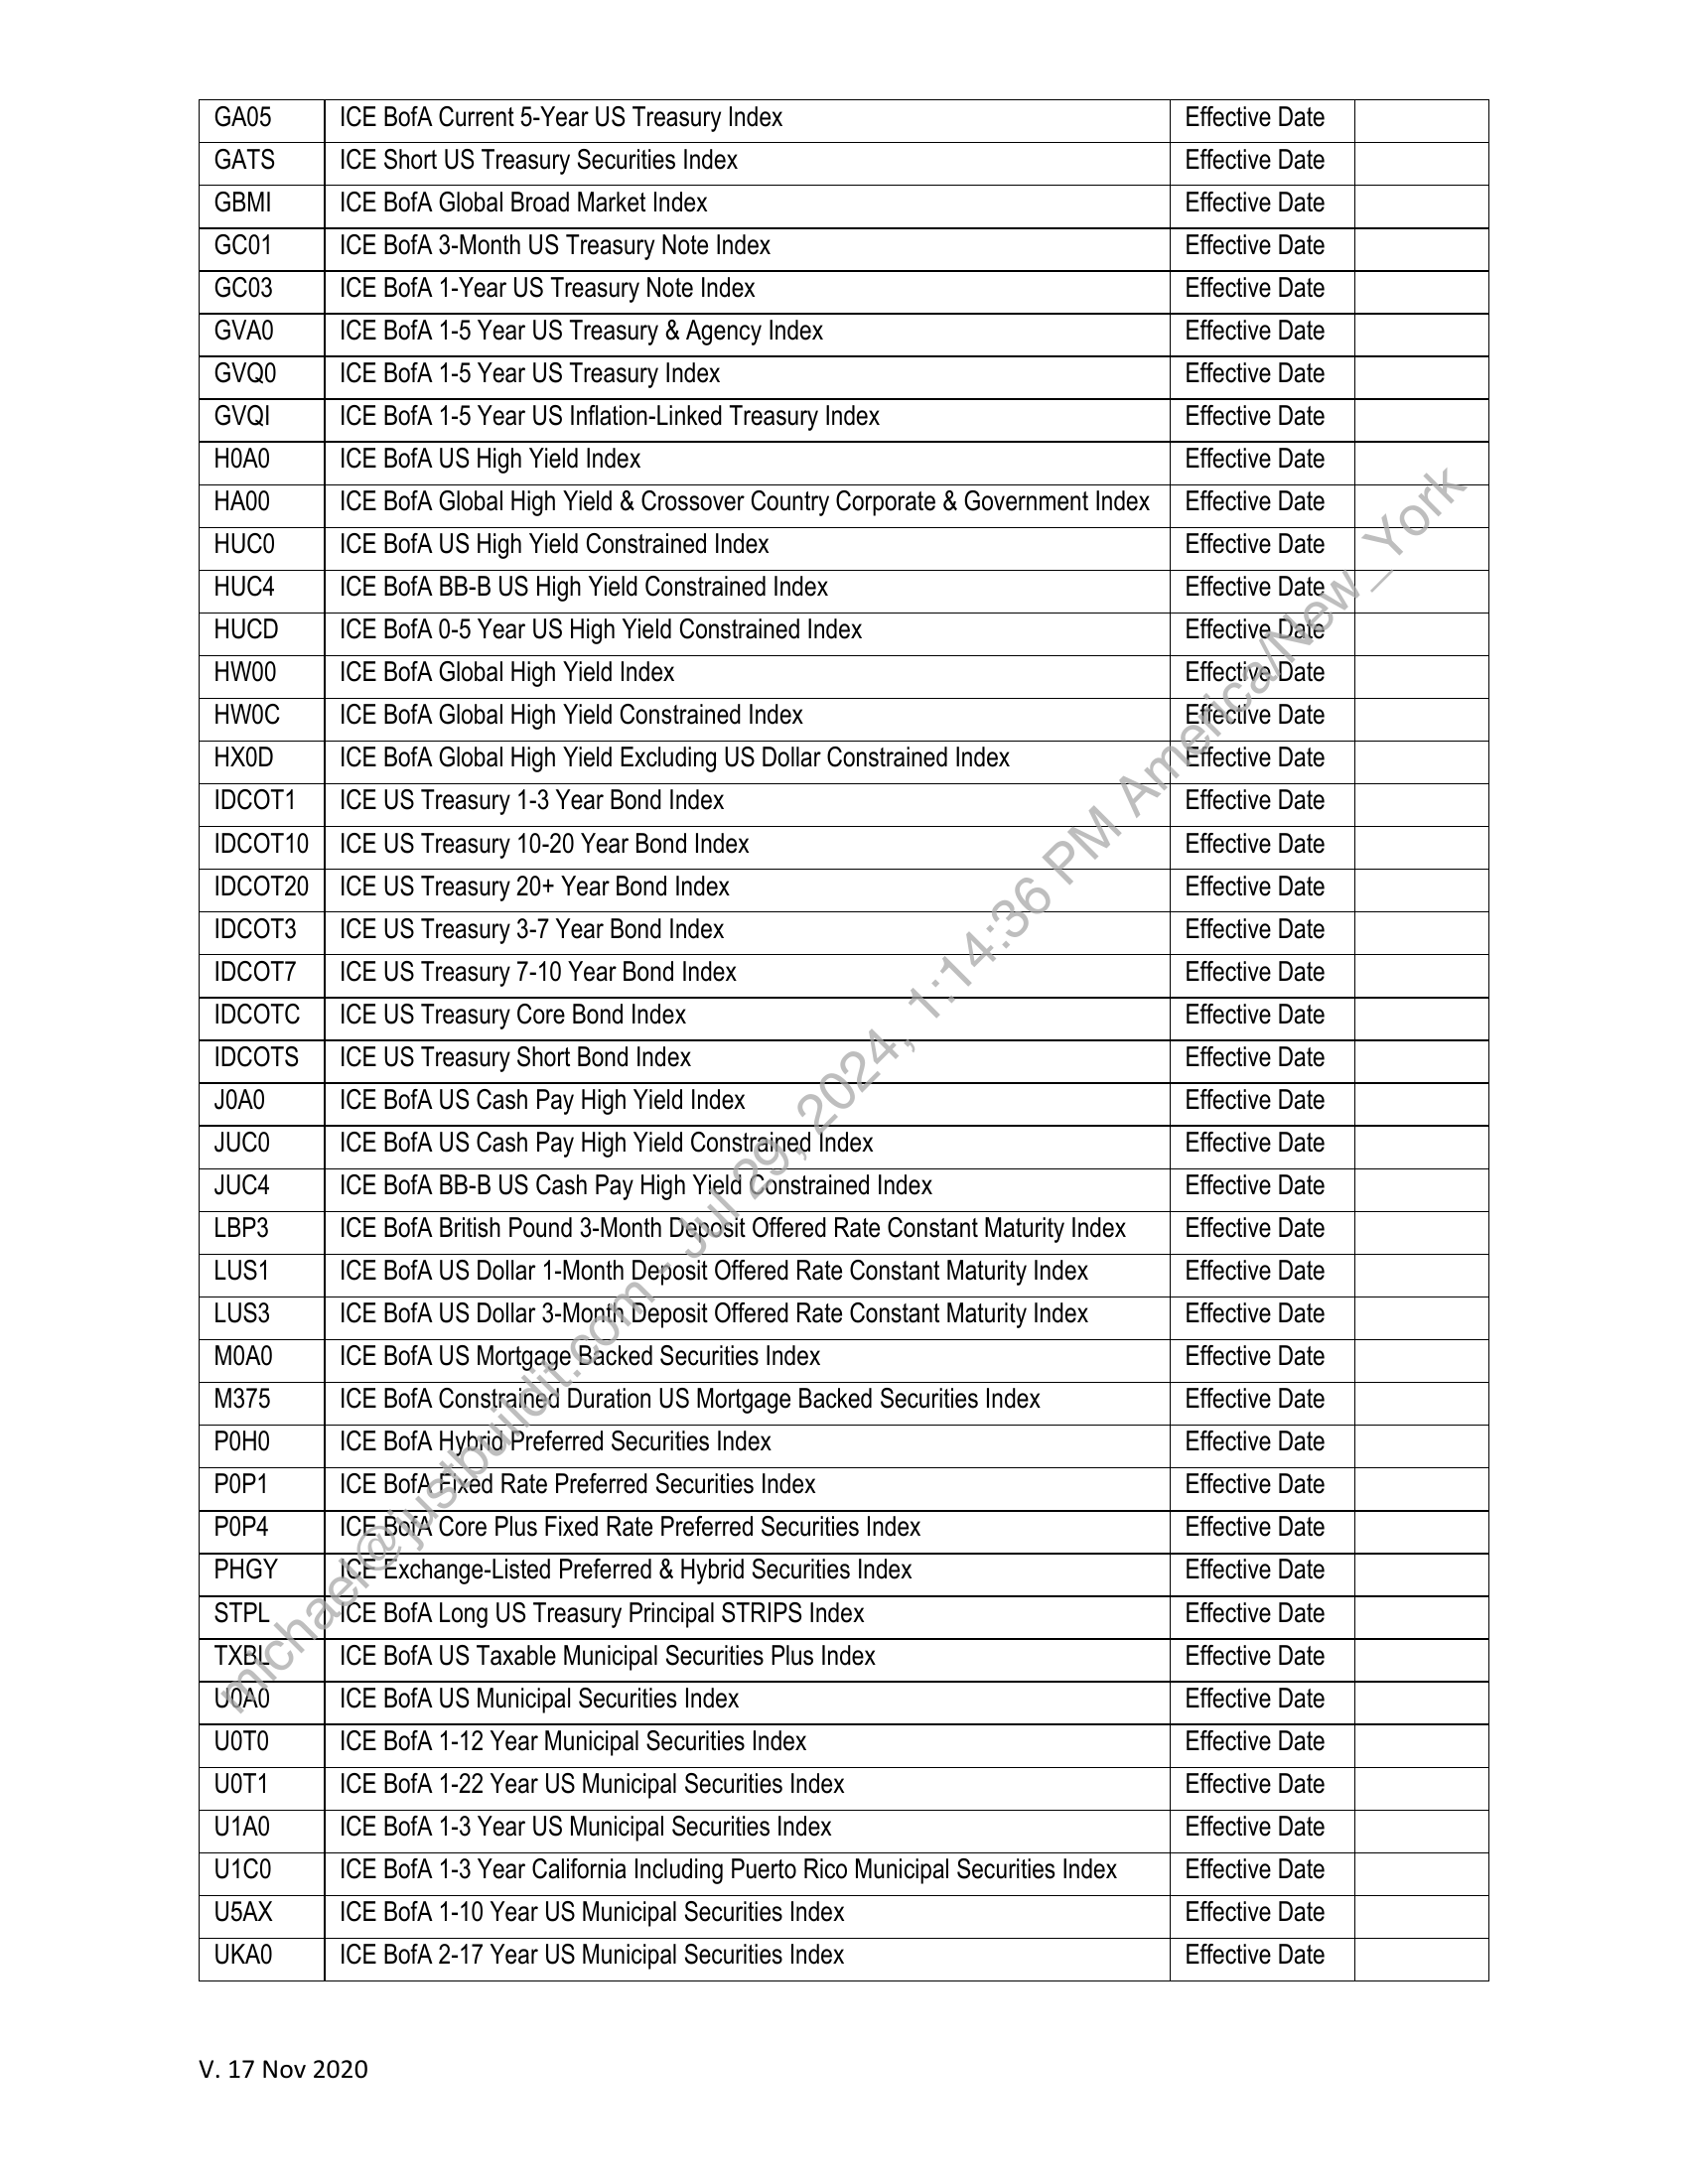 GA05 ICE BofA Current 5-Year US Treasury Index Effective Date
GATS ICE Short US Treasury Securities Index Effective Date
GBMI ICE BofA Global Broad Market Index Effective Date
GC01 ICE BofA 3-Month US Treasury Note Index Effective Date
GC03 ICE BofA 1-Year US Treasury Note Index Effective Date
GVA0 ICE BofA 1-5 Year US Treasury & Agency Index Effective Date
GVQ0 ICE BofA 1-5 Year US Treasury Index Effective Date
GVQI ICE BofA 1-5 Year US Inflation-Linked Treasury Index Effective Date
H0A0 ICE BofA US High Yield Index Effective Date
HA00 ICE BofA Global High Yield & Crossover Country Corporate & Government Index Effective Date
HUC0 ICE BofA US High Yield Constrained Index Effective Date
HUC4 ICE BofA BB-B US High Yield Constrained Index Effective Date
HUCD ICE BofA 0-5 Year US High Yield Constrained Index Effective Date
HW00 ICE BofA Global High Yield Index Effective Date
HW0C ICE BofA Global High Yield Constrained Index Effective Date
HX0D ICE BofA Global High Yield Excluding US Dollar Constrained Index Effective Date
IDCOT1 ICE US Treasury 1-3 Year Bond Index Effective Date
IDCOT10 ICE US Treasury 10-20 Year Bond Index Effective Date
IDCOT20 ICE US Treasury 20+ Year Bond Index Effective Date
IDCOT3 ICE US Treasury 3-7 Year Bond Index Effective Date
IDCOT7 ICE US Treasury 7-10 Year Bond Index Effective Date
IDCOTC ICE US Treasury Core Bond Index Effective Date
IDCOTS ICE US Treasury Short Bond Index Effective Date
J0A0 ICE BofA US Cash Pay High Yield Index Effective Date
JUC0 ICE BofA US Cash Pay High Yield Constrained Index Effective Date
JUC4 ICE BofA BB-B US Cash Pay High Yield Constrained Index Effective Date
LBP3 ICE BofA British Pound 3-Month Deposit Offered Rate Constant Maturity Index Effective Date
LUS1 ICE BofA US Dollar 1-Month Deposit Offered Rate Constant Maturity Index Effective Date
LUS3 ICE BofA US Dollar 3-Month Deposit Offered Rate Constant Maturity Index Effective Date
M0A0 ICE BofA US Mortgage Backed Securities Index Effective Date
M375 ICE BofA Constrained Duration US Mortgage Backed Securities Index Effective Date
P0H0 ICE BofA Hybrid Preferred Securities Index Effective Date
P0P1 ICE BofA Fixed Rate Preferred Securities Index Effective Date
P0P4 ICE BofA Core Plus Fixed Rate Preferred Securities Index Effective Date
PHGY ICE Exchange-Listed Preferred & Hybrid Securities Index Effective Date
STPL ICE BofA Long US Treasury Principal STRIPS Index Effective Date
TXBL ICE BofA US Taxable Municipal Securities Plus Index Effective Date
U0A0 ICE BofA US Municipal Securities Index Effective Date
U0T0 ICE BofA 1-12 Year Municipal Securities Index Effective Date
U0T1 ICE BofA 1-22 Year US Municipal Securities Index Effective Date
U1A0 ICE BofA 1-3 Year US Municipal Securities Index Effective Date
U1C0 ICE BofA 1-3 Year California Including Puerto Rico Municipal Securities Index Effective Date
U5AX ICE BofA 1-10 Year US Municipal Securities Index Effective Date
UKA0 ICE BofA 2-17 Year US Municipal Securities Index Effective Date
michael@justbuildit.com - Jul 29, 2024, 1:14:36 PM America/New_York
V. 17 Nov 2020